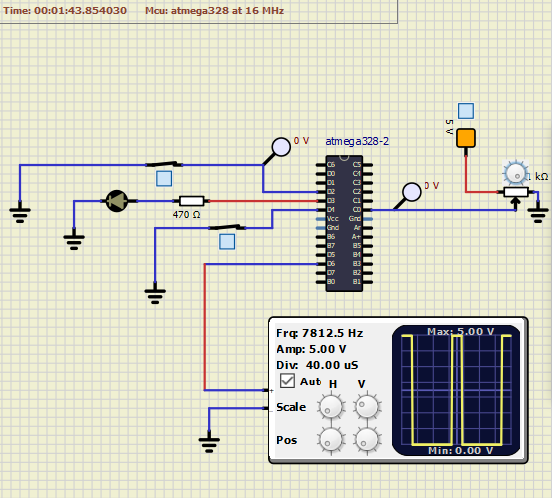 Time: 00:01:43.854030 Mcu: atmega328 at 16 MHz
5 V
0 V
atmega328-2
0 V
1 kΩ
470 Ω
C6
D0
D1
D2
D3
D4
Vcc
Gnd
B6
B7
D5
D6
D7
B0
C5
C4
C3
C2
C1
C0
Gnd
Ar
A+
B5
B4
B3
B2
B1
Frq: 7812.5 Hz
Amp: 5.00 V
Div: 40.00 uS
Auto H V
Scale
Pos
+
Max: 5.00 V
Min: 0.00 V